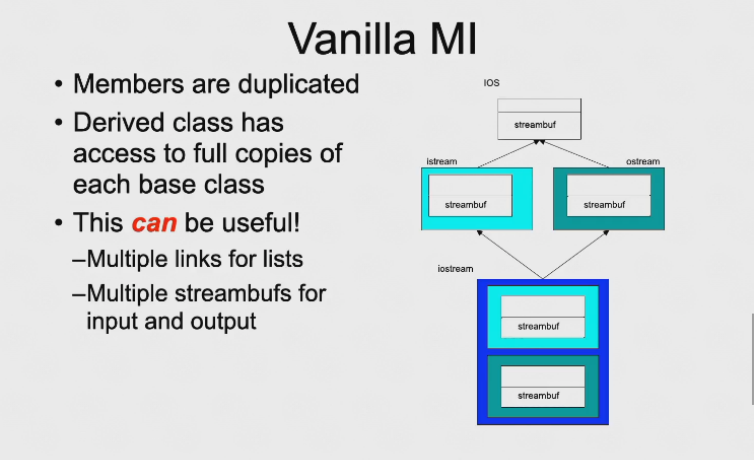 Vanilla MI
• Members are duplicated
• Derived class has
access to full copies of
each base class
• This can be useful!
–Multiple links for lists
–Multiple streambufs for
input and output
IOS
streambuf
istream
ostream
streambuf
streambuf
iostream
streambuf
streambuf